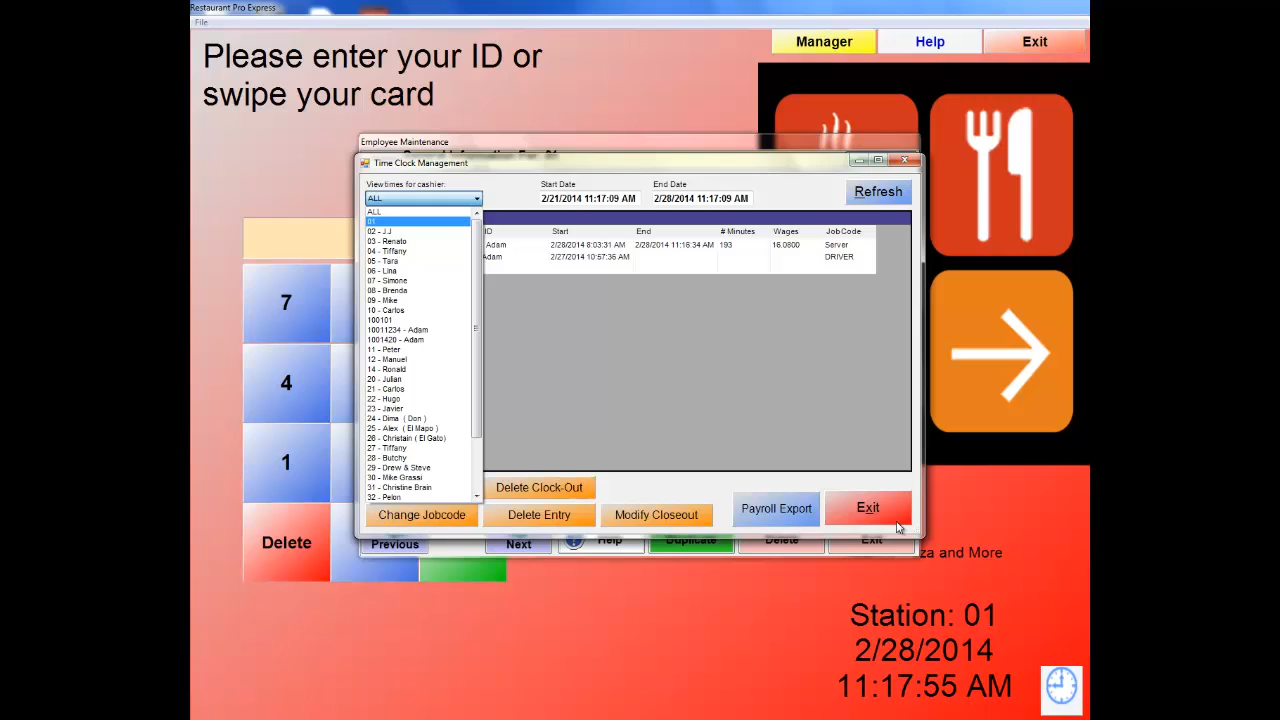 Restaurant Pro Express
File
Please enter your ID or
swipe your card
Manager
Help
Exit
Employee Maintenance
Time Clock Management
View times for cashier:
ALL
Start Date
2/21/2014 11:17:09 AM
End Date
2/28/2014 11:17:09 AM
Refresh
ALL
01
02 - J.J
03 - Renato
04 - Tiffany
05 - Tara
06 - Lina
07 - Simone
08 - Brenda
09 - Mike
10 - Carlos
100101
10011234 - Adam
1001420 - Adam
11 - Peter
12 - Manuel
14 - Ronald
20 - Julian
21 - Carlos
22 - Hugo
23 - Javier
24 - Dima ( Don )
25 - Alex ( El Mapo )
26 - Christain ( El Gato)
27 - Tiffany
28 - Butchy
29 - Drew & Steve
30 - Mike Grassi
31 - Christine Brain
32 - Pelon
ID Start End # Minutes Wages JobCode
Adam 2/28/2014 8:03:31 AM 2/28/2014 11:16:34 AM 193 16.0800 Server
Adam 2/27/2014 10:57:36 AM DRIVER
Delete Clock-Out
Change Jobcode
Delete Entry
Modify Closeout
Payroll Export
Exit
Previous
Next
Help
Duplicate
Delete
Exit
7
4
1
Delete
za and More
Station: 01
2/28/2014
11:17:55 AM